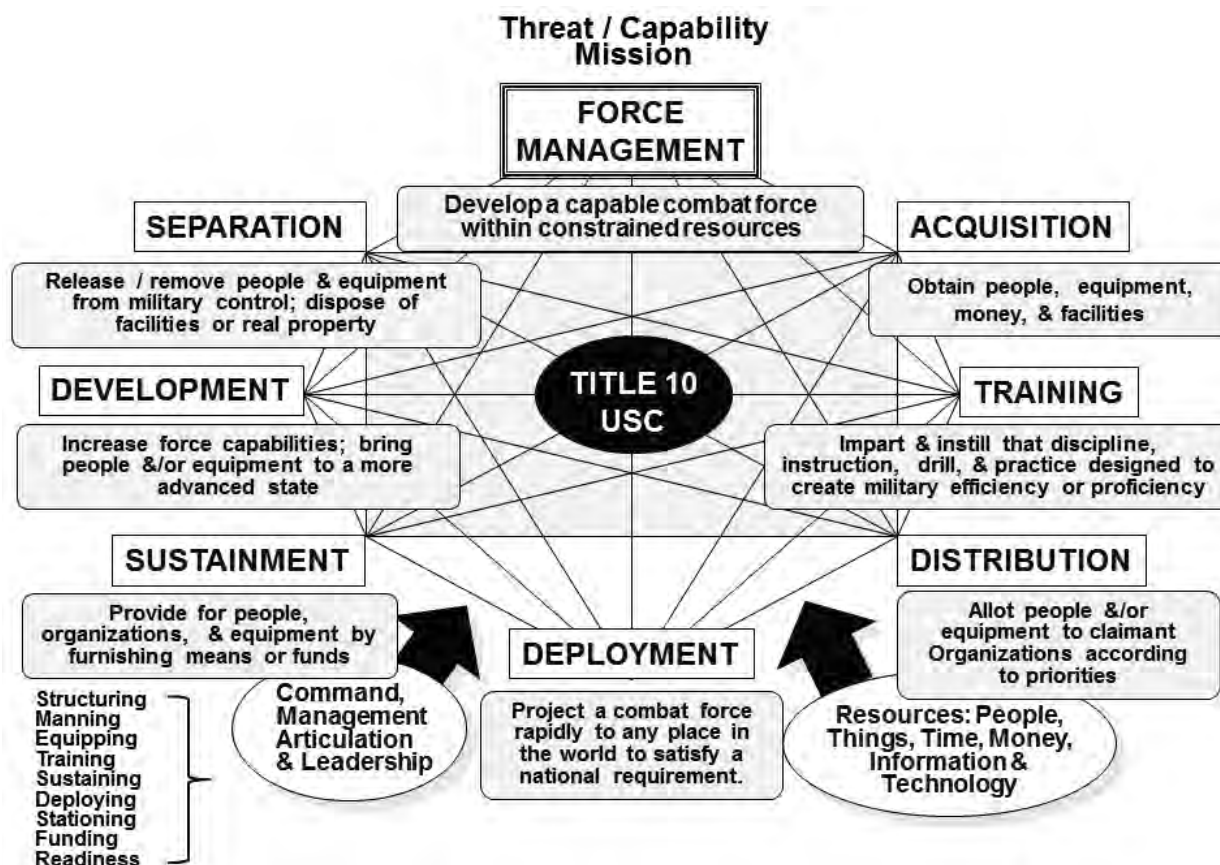 Threat / Capability
Mission
FORCE
MANAGEMENT
Develop a capable combat force
within constrained resources
SEPARATION
Release / remove people & equipment
from military control; dispose of
facilities or real property
ACQUISITION
Obtain people, equipment,
money, & facilities
DEVELOPMENT
Increase force capabilities; bring
people &/or equipment to a more
advanced state
TITLE 10
USC
TRAINING
Impart & instill that discipline,
instruction, drill, & practice designed to
create military efficiency or proficiency
SUSTAINMENT
Provide for people,
organizations, & equipment by
furnishing means or funds
DEPLOYMENT
Project a combat force
rapidly to any place in
the world to satisfy a
national requirement.
DISTRIBUTION
Allot people &/or
equipment to claimant
Organizations according
to priorities
Structuring
Manning
Equipping
Training
Sustaining
Deploying
Stationing
Funding
Readiness
Command,
Management
Articulation
& Leadership
Resources: People,
Things, Time, Money,
Information &
Technology